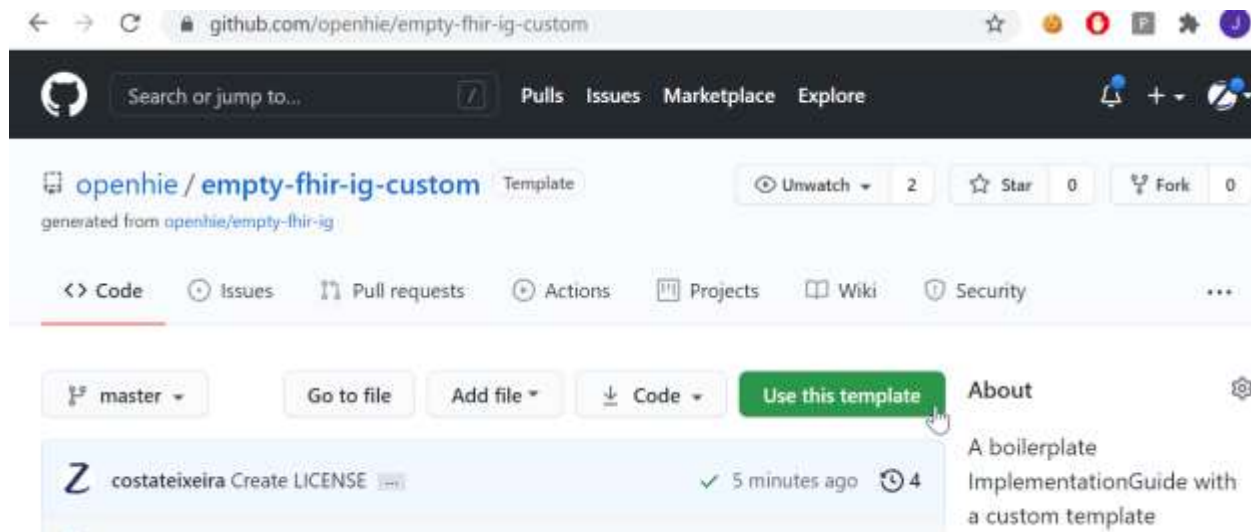 github.com/openhie/empty-fhir-ig-custom
Search or jump to... / Pulls Issues Marketplace Explore
openhie / empty-fhir-ig-custom Template Unwatch 2 Star 0 Fork 0
generated from openhie/empty-fhir-ig
<> Code Issues Pull requests Actions Projects Wiki Security ...
master Go to file Add file Code Use this template About
Z costateixeira Create LICENSE ... 5 minutes ago 4
A boilerplate
ImplementationGuide with
a custom template